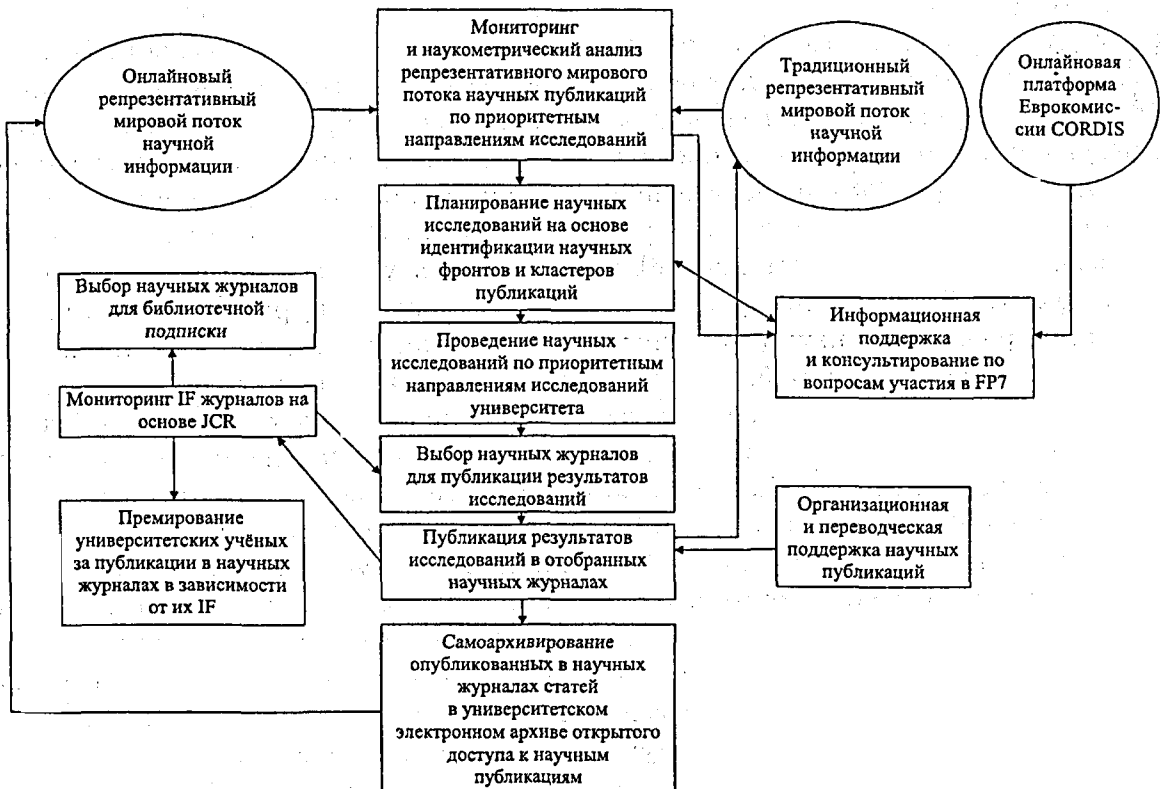 Онлайновый
репрезентативный
мировой поток
научной
информации
Мониторинг
и наукометрический анализ
репрезентативного мирового
потока научных публикаций
по приоритетным
направлениям исследований
Традиционный
репрезентативный
мировой поток
научной
информации
Онлайновая
платформа
Еврокомис-
сии CORDIS
Планирование научных
исследований на основе
идентификации научных
фронтов и кластеров
публикаций
Выбор научных журналов
для библиотечной
подписки
Информационная
поддержка
и консультирование по
вопросам участия в FP7
Проведение научных
исследований по приоритетным
направлениям исследований
университета
Мониторинг IF журналов на
основе JCR
Выбор научных журналов
для публикации результатов
исследований
Премирование
университетских учёных
за публикации в научных
журналах в зависимости
от их IF
Публикация результатов
исследований в отобранных
научных журналах
Организационная
и переводческая
поддержка научных
публикаций
Самоархивирование
опубликованных в научных
журналах статей
в университетском
электронном архиве открытого
доступа к научным
публикациям